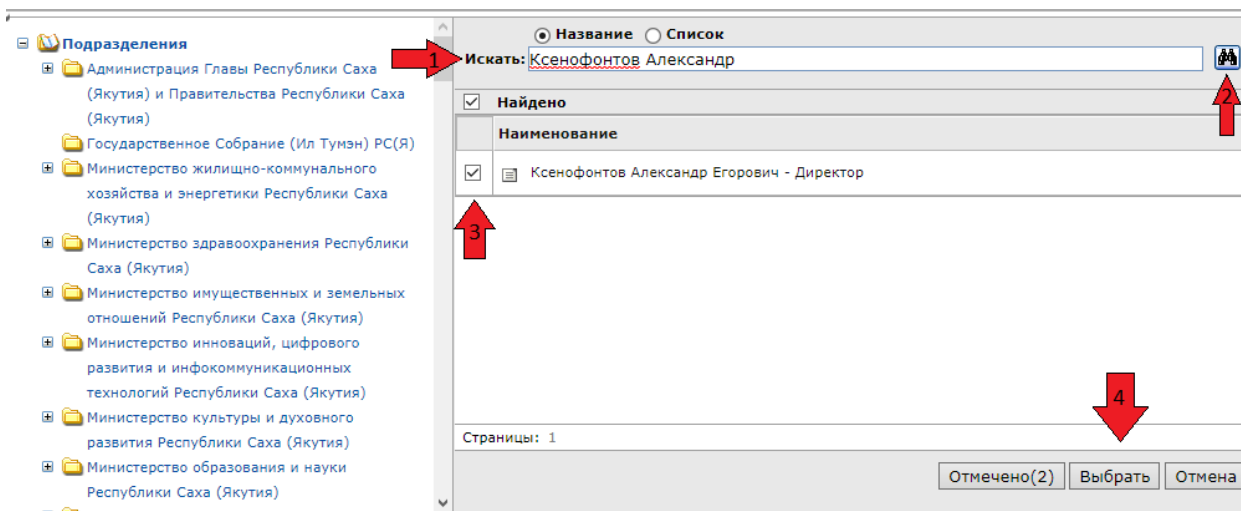 Подразделения
Администрация Главы Республики Саха
(Якутия) и Правительства Республики Саха
(Якутия)
Государственное Собрание (Ил Тумэн) РС(Я)
Министерство жилищно-коммунального
хозяйства и энергетики Республики Саха
(Якутия)
Министерство здравоохранения Республики
Саха (Якутия)
Министерство имущественных и земельных
отношений Республики Саха (Якутия)
Министерство инноваций, цифрового
развития и инфокоммуникационных
технологий Республики Саха (Якутия)
Министерство культуры и духовного
развития Республики Саха (Якутия)
Министерство образования и науки
Республики Саха (Якутия)
Название Список
1 Искать: Ксенофонтов Александр
2
Найдено
Наименование
Ксенофонтов Александр Егорович - Директор
3
4
Страницы: 1
Отмечено(2) Выбрать Отмена